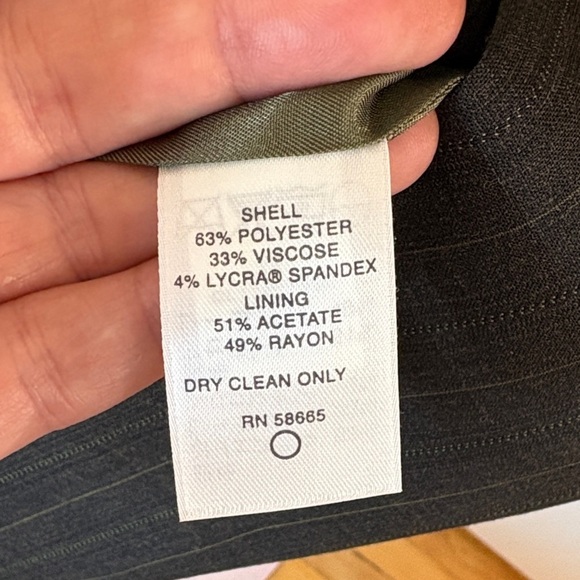 SHELL
63% POLYESTER
33% VISCOSE
4% LYCRA® SPANDEX
LINING
51% ACETATE
49% RAYON
DRY CLEAN ONLY
RN 58665